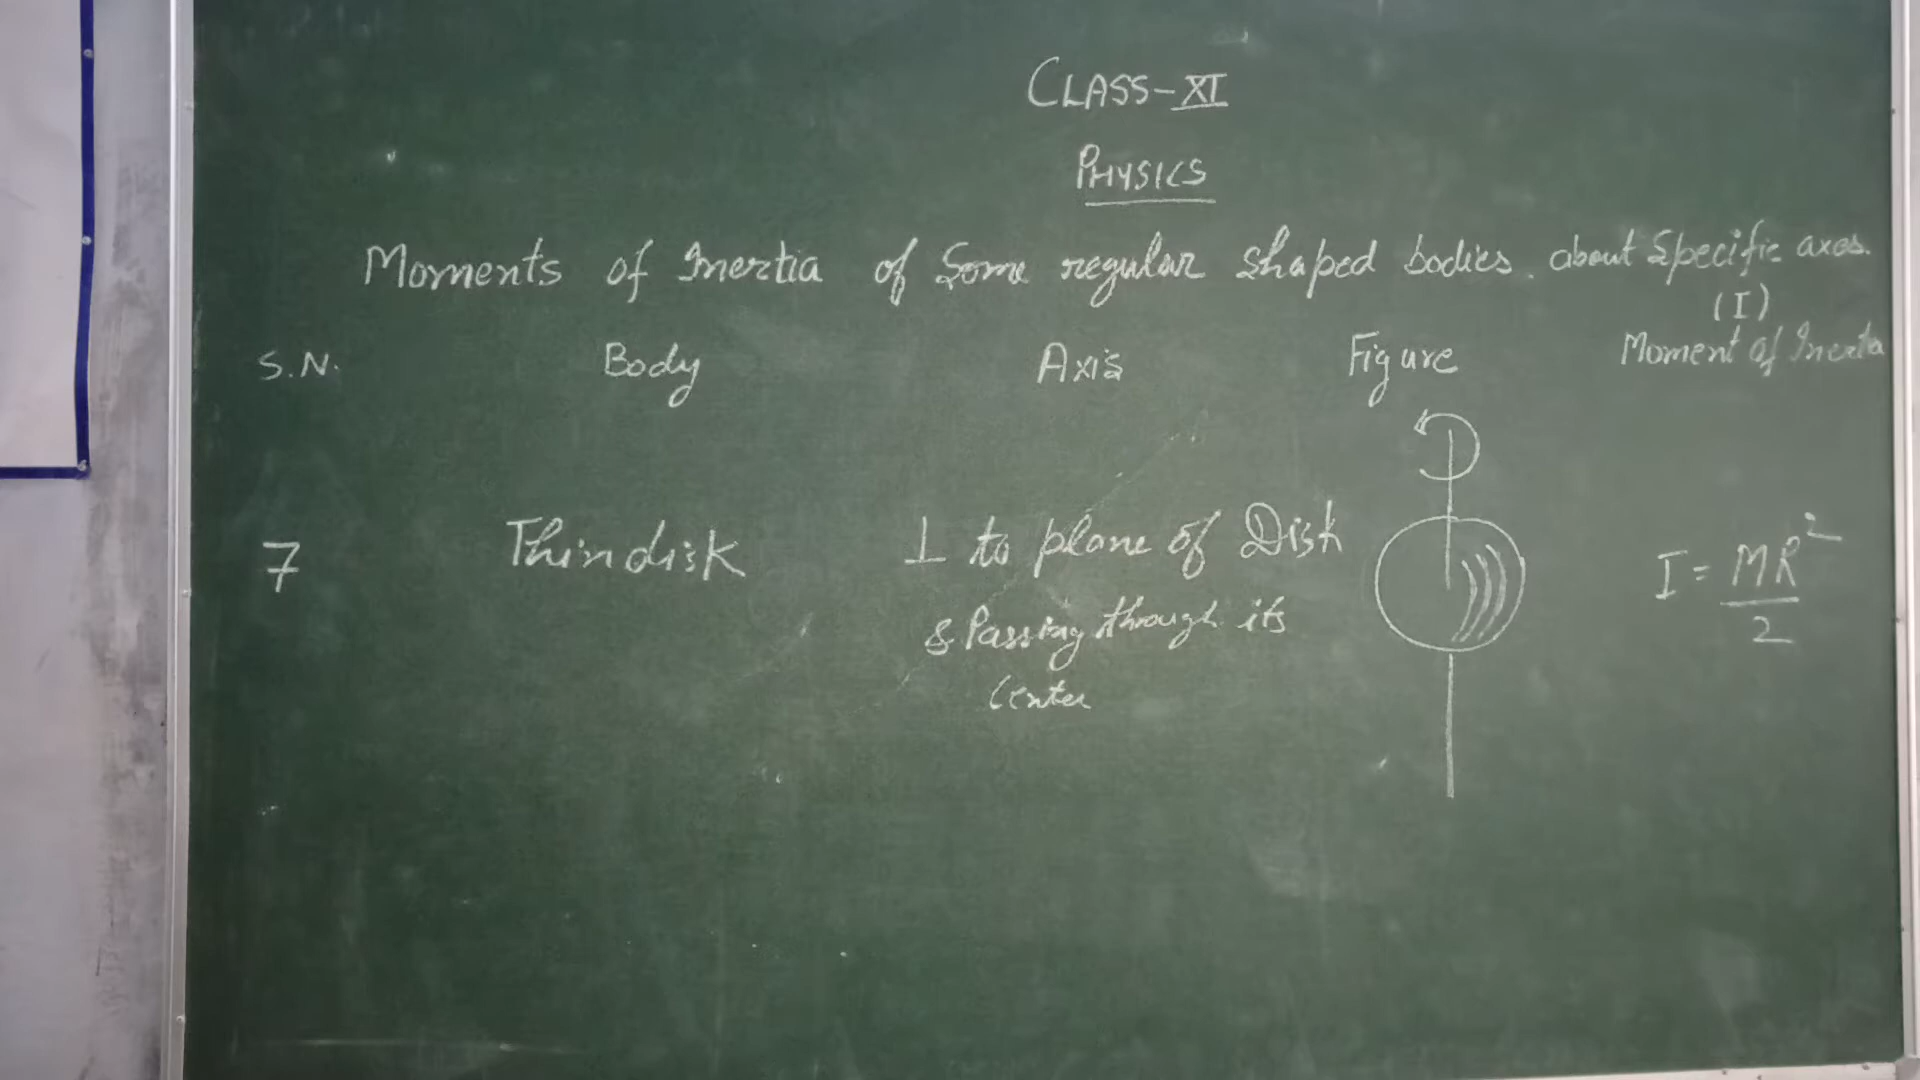 CLASS-XI
PHYSICS
Moments of Inertia of Some regular shaped bodies. about Specific axes.
S.N. Body Axis Figure (I) Moment of Inertia
7 Thin disk ⊥ to plane of Disk I = MR²/2
& Passing through its
Center